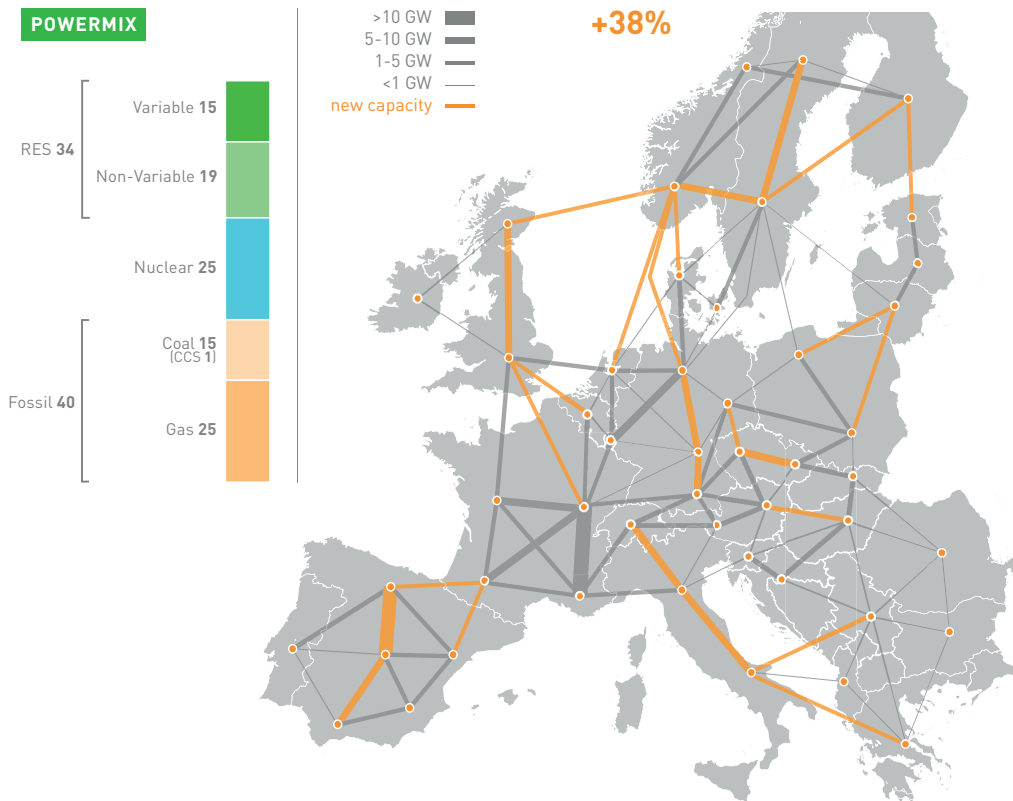 POWERMIX
Variable 15
RES 34
Non-Variable 19
Nuclear 25
Coal 15
(CCS 1)
Fossil 40
Gas 25
>10 GW
5-10 GW
1-5 GW
<1 GW
new capacity
+38%